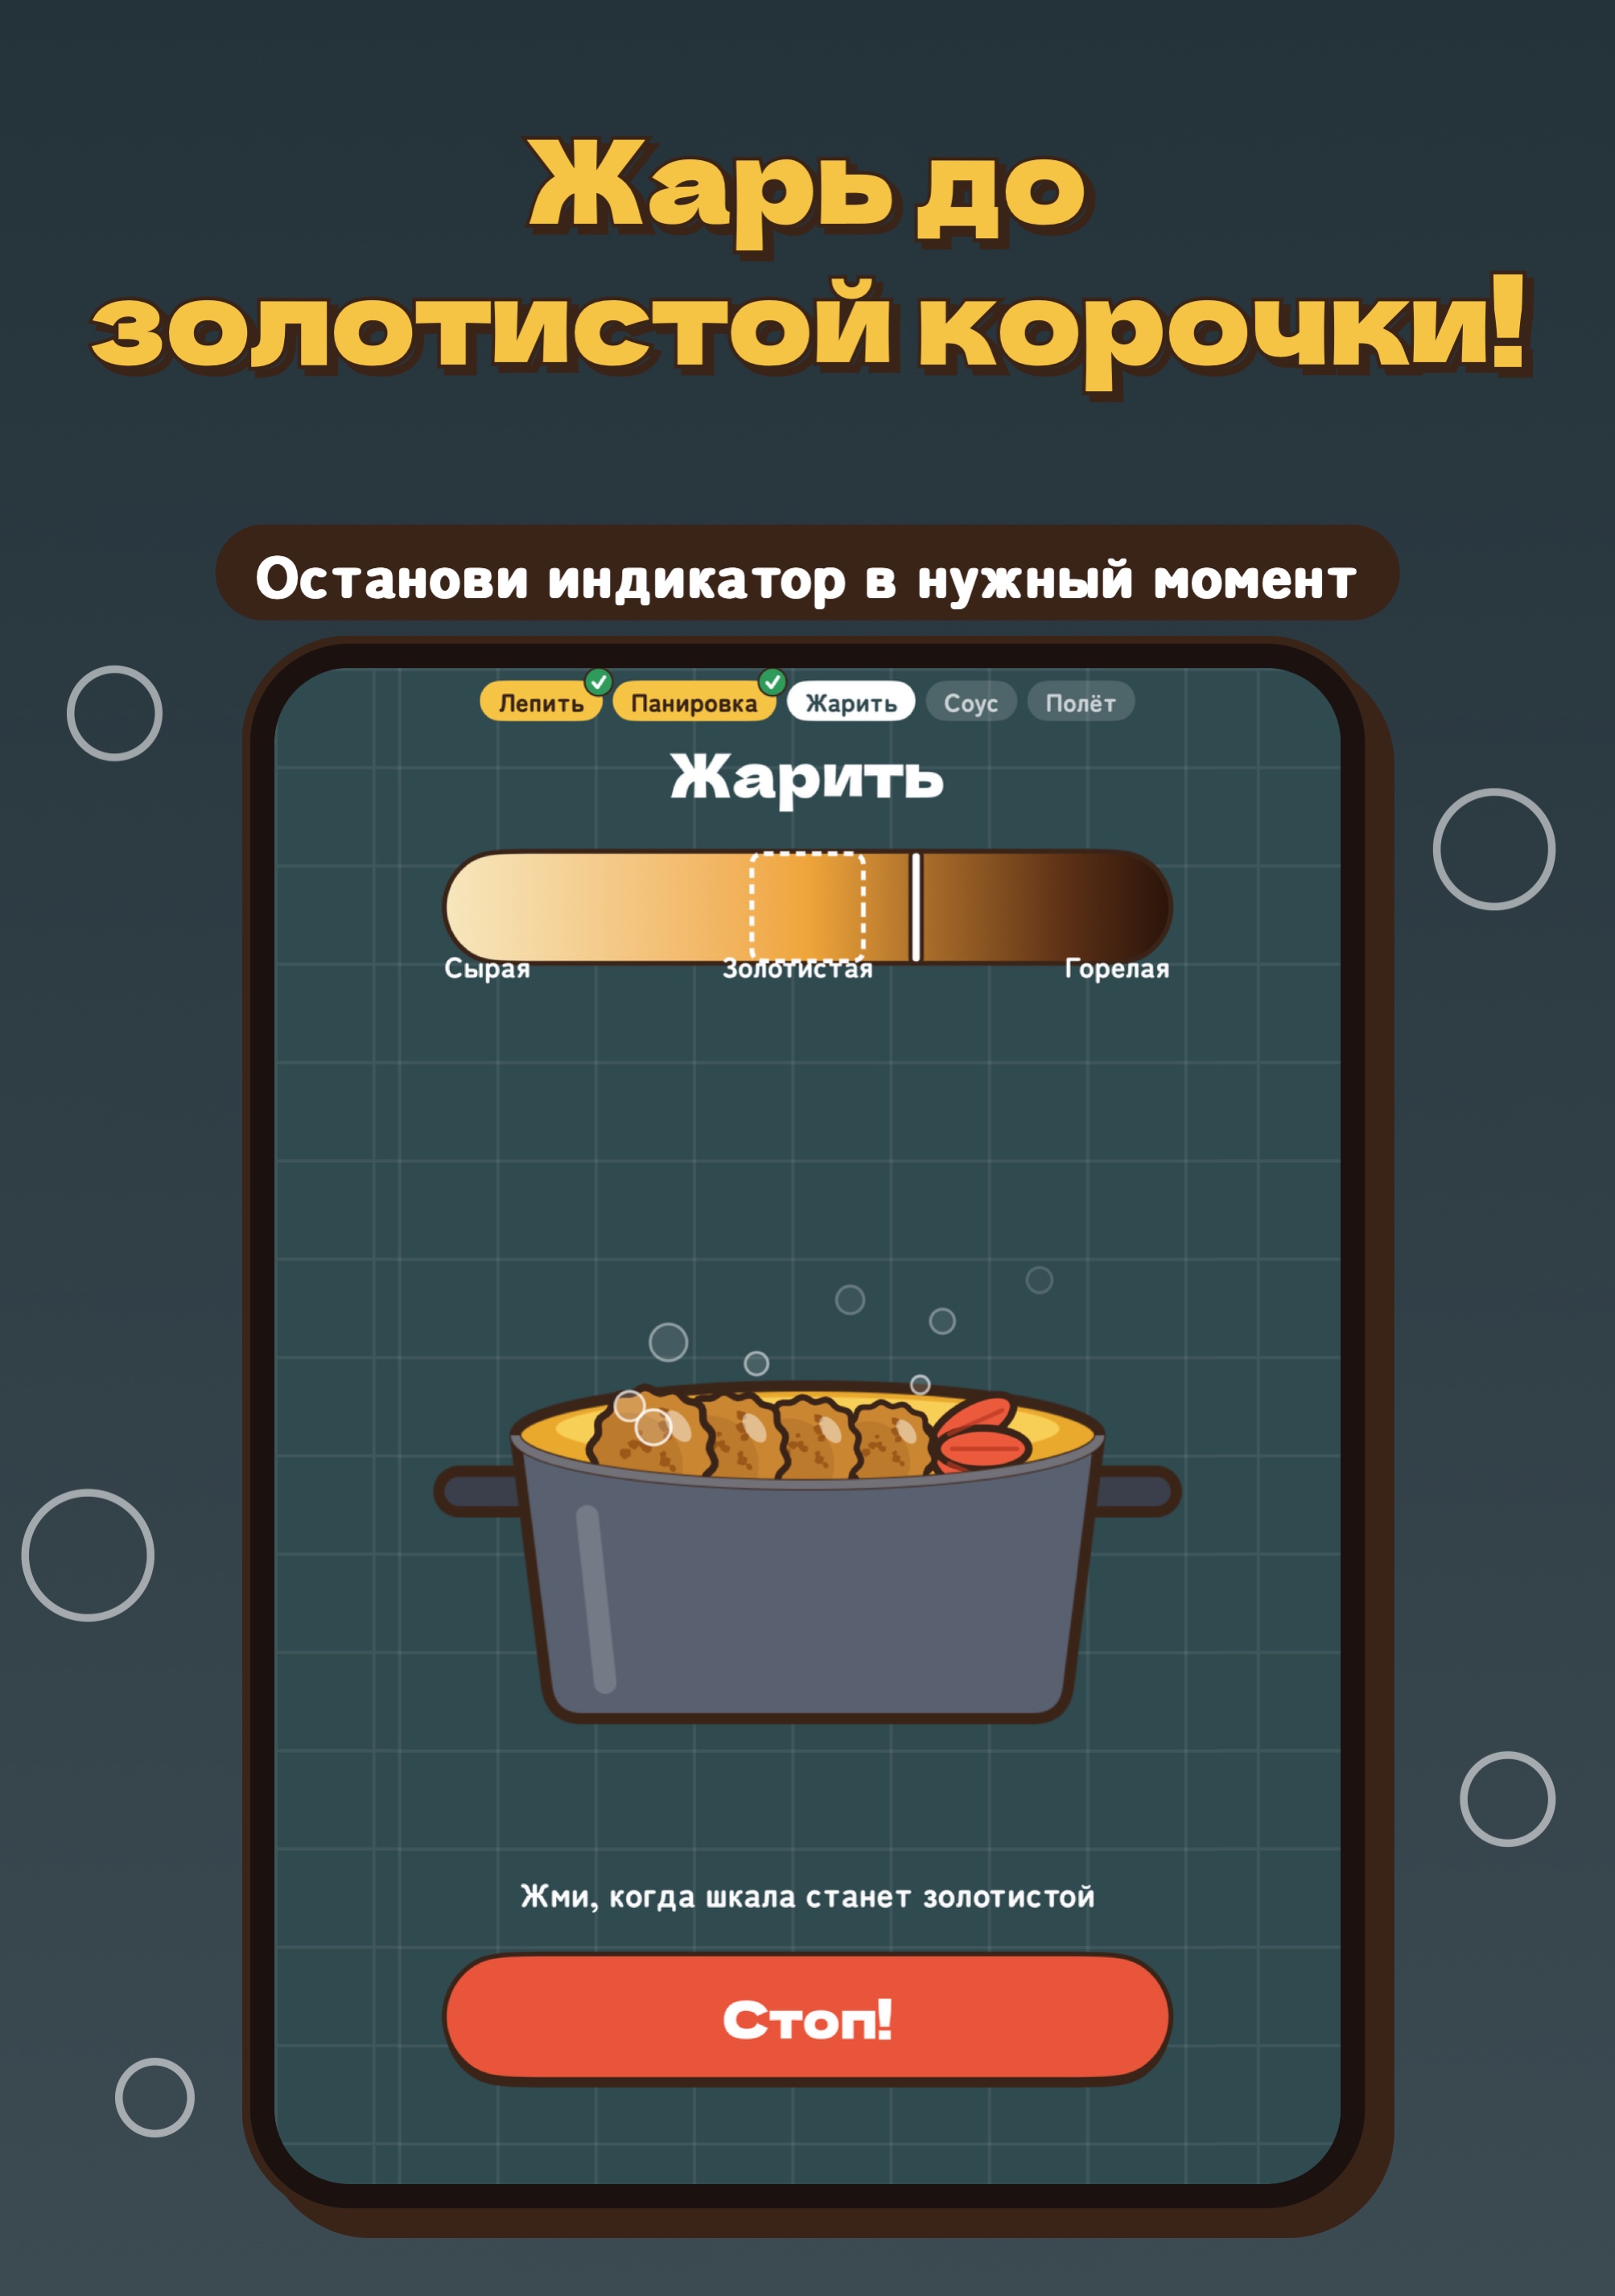 Жарь до
золотистой корочки!
Останови индикатор в нужный момент
Лепить Панировка Жарить Соус Полёт
Жарить
Сырая Золотистая Горелая
Жми, когда шкала станет золотистой
Стоп!